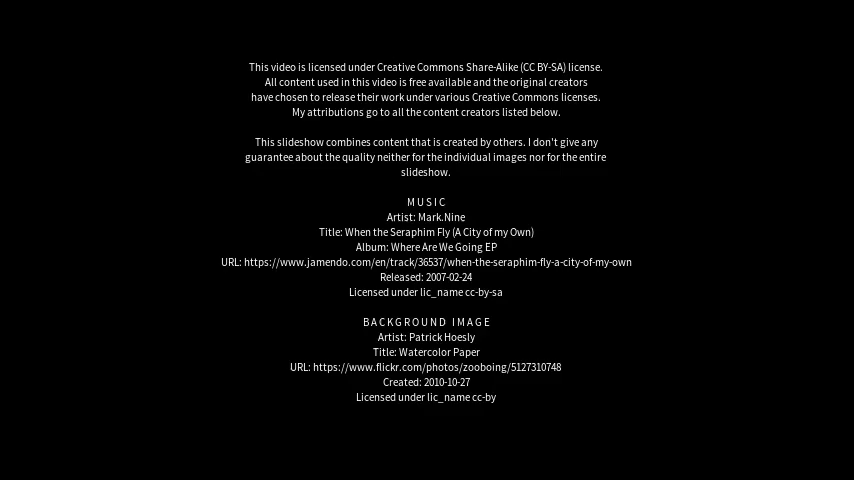 This video is licensed under Creative Commons Share-Alike (CC BY-SA) license.
All content used in this video is free available and the original creators
have chosen to release their work under various Creative Commons licenses.
My attributions go to all the content creators listed below.
This slideshow combines content that is created by others. I don't give any
guarantee about the quality neither for the individual images nor for the entire
slideshow.
MUSIC
Artist: Mark.Nine
Title: When the Seraphim Fly (A City of my Own)
Album: Where Are We Going EP
URL: https://www.jamendo.com/en/track/36537/when-the-seraphim-fly-a-city-of-my-own
Released: 2007-02-24
Licensed under lic_name cc-by-sa
BACKGROUND IMAGE
Artist: Patrick Hoesly
Title: Watercolor Paper
URL: https://www.flickr.com/photos/zooboing/5127310748
Created: 2010-10-27
Licensed under lic_name cc-by